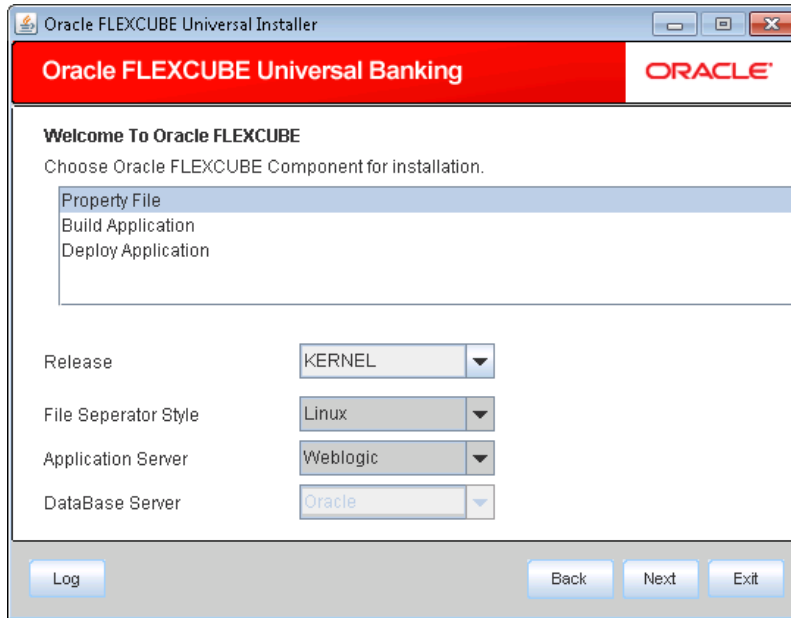 Oracle FLEXCUBE Universal Installer
Oracle FLEXCUBE Universal Banking
ORACLE
Welcome To Oracle FLEXCUBE
Choose Oracle FLEXCUBE Component for installation.
Property File
Build Application
Deploy Application
Release KERNEL
File Seperator Style Linux
Application Server Weblogic
DataBase Server Oracle
Log Back Next Exit